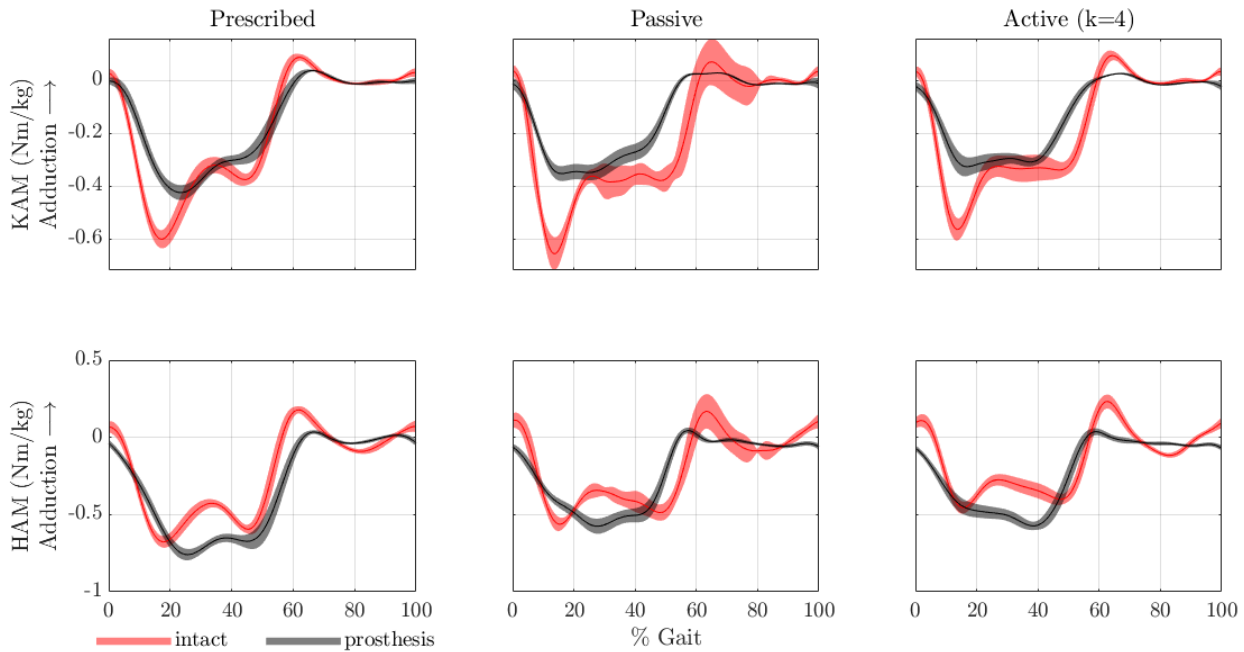 Prescribed
Passive
Active (k=4)
KAM (Nm/kg)
Adduction ⟶
0
-0.2
-0.4
-0.6
HAM (Nm/kg)
Adduction ⟶
0.5
0
-0.5
-1
0 20 40 60 80 100
0 20 40 60 80 100
0 20 40 60 80 100
intact
prosthesis
% Gait